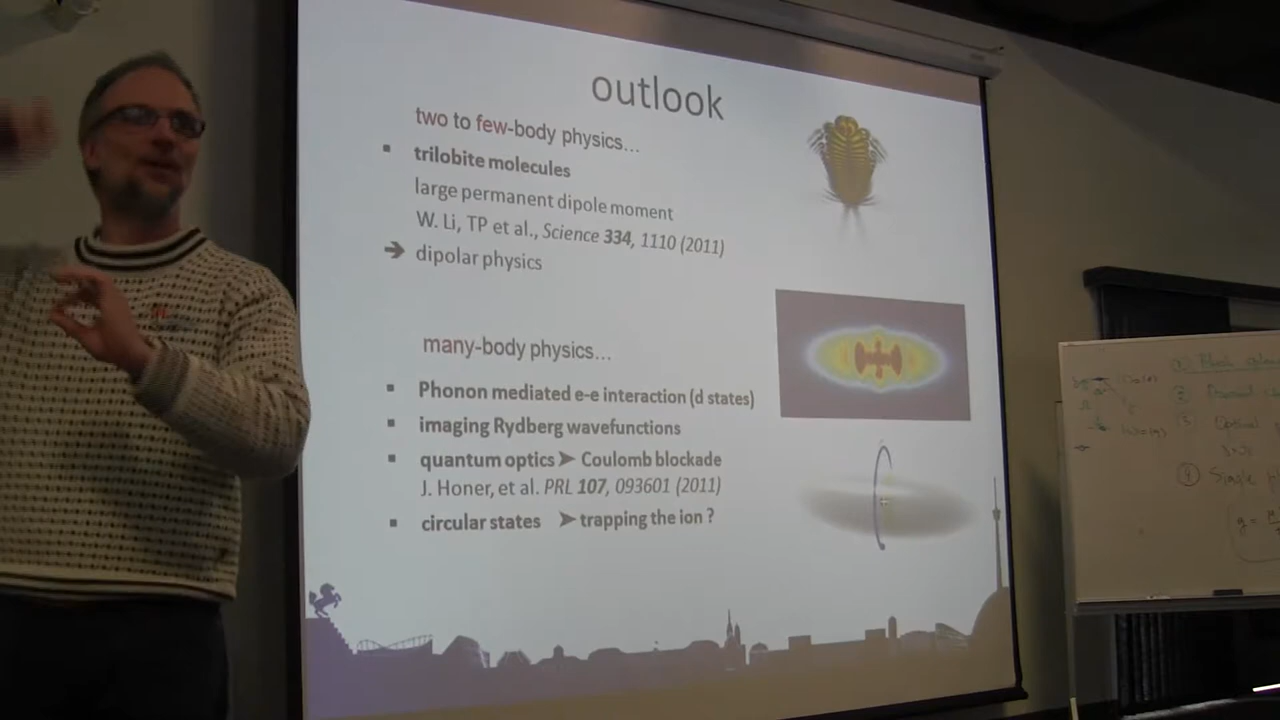 outlook
two to few-body physics...
▪ trilobite molecules
large permanent dipole moment
W. Li, TP et al., Science 334, 1110 (2011)
➔ dipolar physics
many-body physics...
▪ Phonon mediated e-e interaction (d states)
▪ imaging Rydberg wavefunctions
▪ quantum optics ➤ Coulomb blockade
J. Honer, et al. PRL 107, 093601 (2011)
▪ circular states ➤ trapping the ion ?